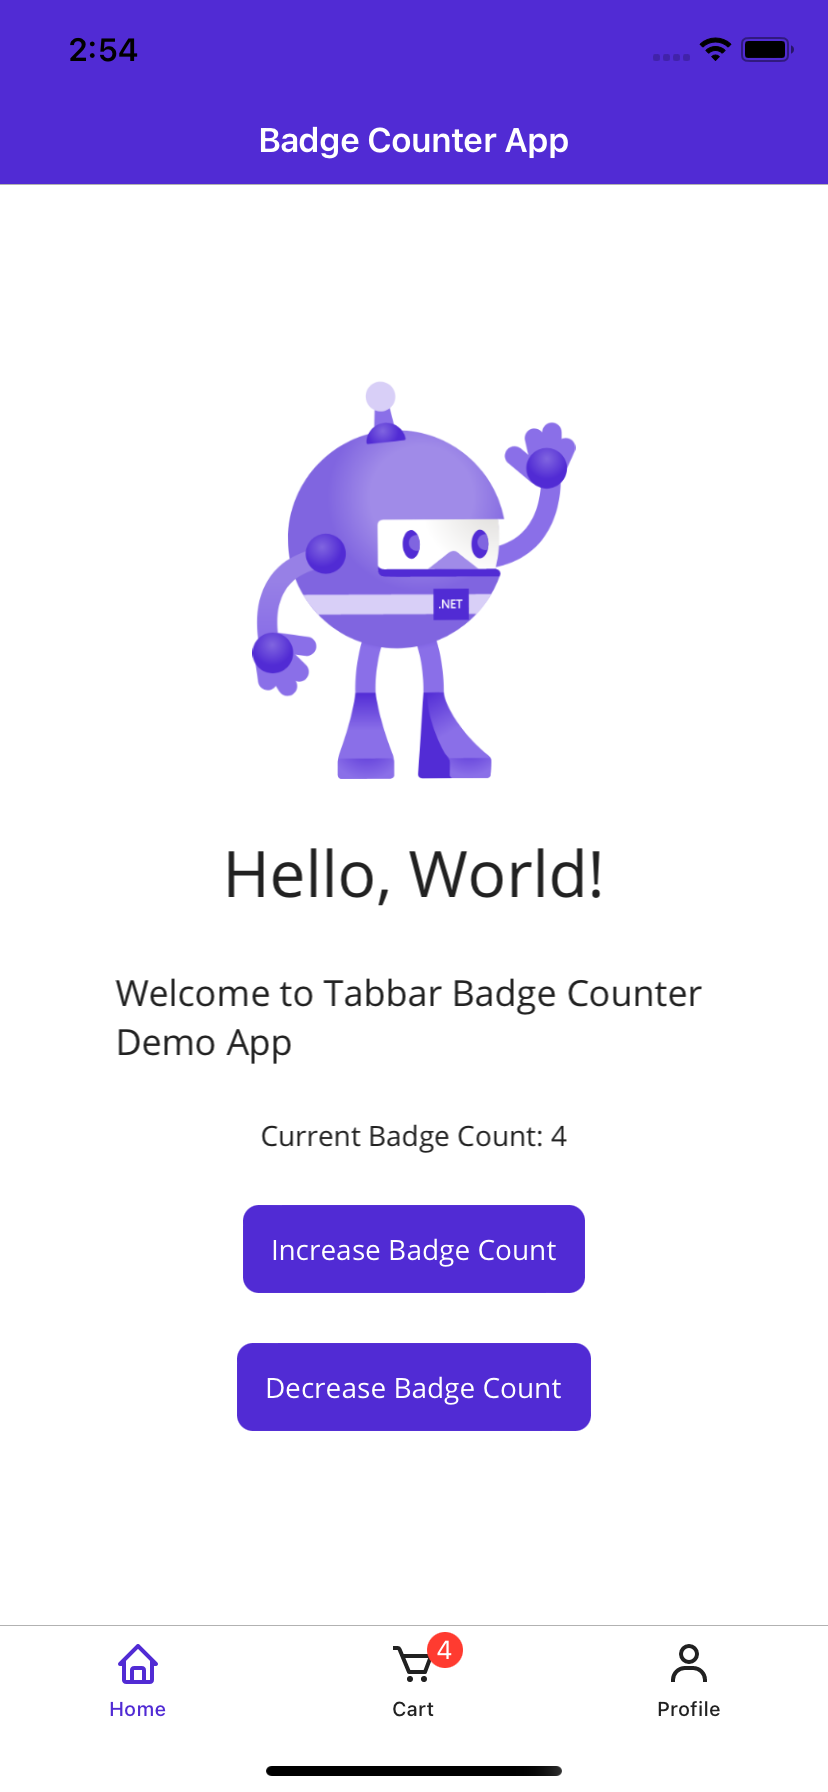 2:54
Badge Counter App
.NET
Hello, World!
Welcome to Tabbar Badge Counter
Demo App
Current Badge Count: 4
Increase Badge Count
Decrease Badge Count
4
Home
Cart
Profile